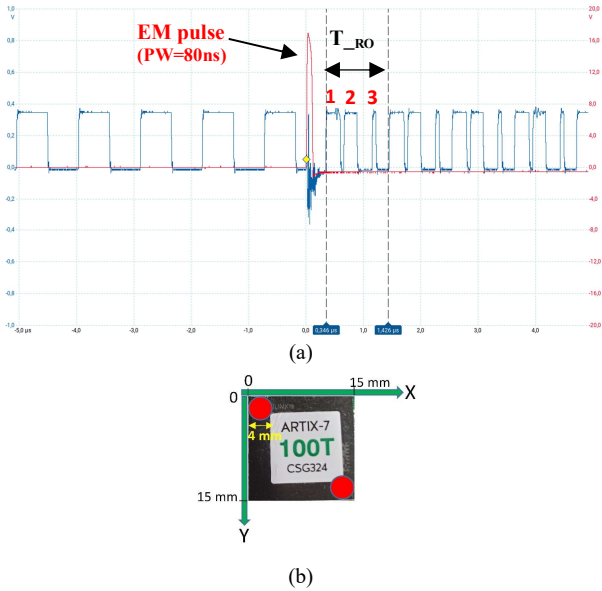 1,0
V
0,8
0,6
0,4
0,2
0,0
-0,2
-0,4
-0,6
-0,8
-1,0
20,0
V
16,0
12,0
8,0
4,0
0,0
-4,0
-8,0
-12,0
-16,0
-20,0
EM pulse
(PW=80ns)
T_RO
1 2 3
-5,0 µs -4,0 -3,0 -2,0 -1,0 0,0 0,346 µs 1,426 µs 2,0 3,0 4,0
(a)
0 15 mm X
0
4 mm
ARTIX-7
100T
CSG324
15 mm
Y
(b)